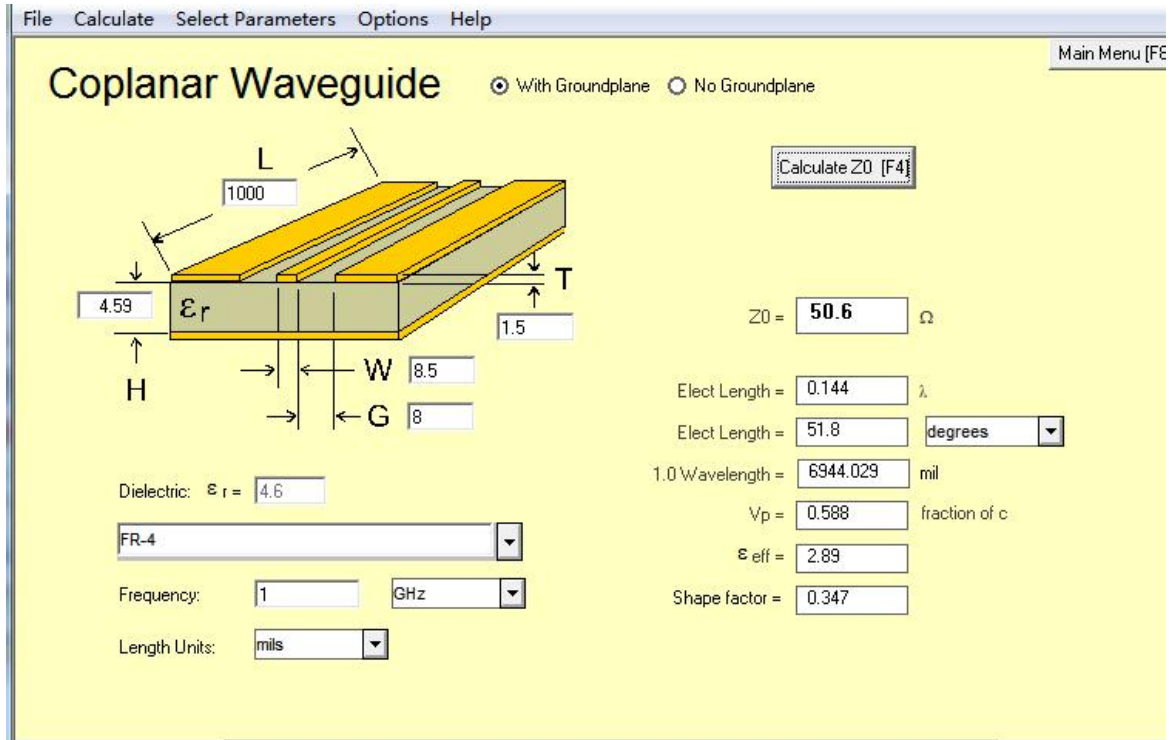 File Calculate Select Parameters Options Help
Main Menu [F8
Coplanar Waveguide
With Groundplane No Groundplane
Calculate Z0 [F4]
L
1000
4.59
εr
T
1.5
H
W 8.5
G 8
Z0 = 50.6 Ω
Elect Length = 0.144 λ
Elect Length = 51.8 degrees
1.0 Wavelength = 6944.029 mil
Vp = 0.588 fraction of c
ε eff = 2.89
Shape factor = 0.347
Dielectric: ε r = 4.6
FR-4
Frequency: 1 GHz
Length Units: mils